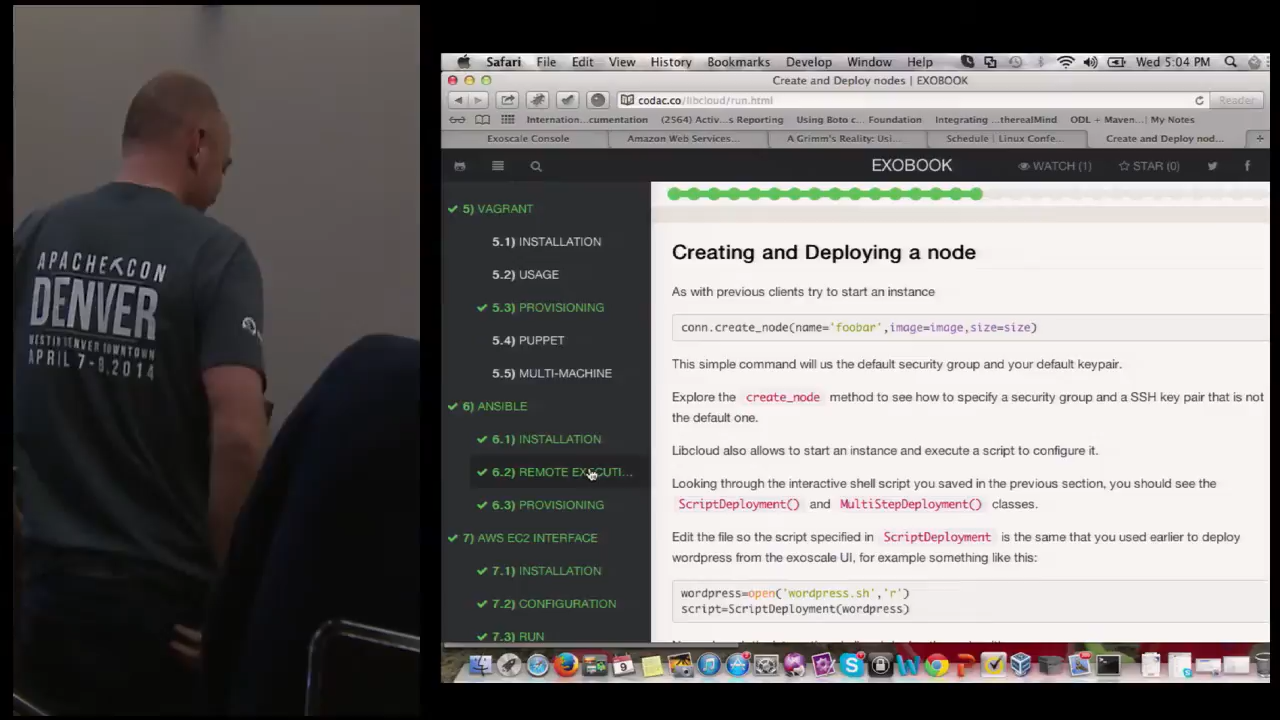 APACHECON
DENVER
WESTIN DENVER DOWNTOWN
APRIL 7-9.2014
Safari File Edit View History Bookmarks Develop Window Help Wed 5:04 PM
Create and Deploy nodes | EXOBOOK
codac.co/libcloud/run.html
Reader
Internation...cumentation (2564) Activ...s Reporting Using Boto c... Foundation Integrating ...therealMind ODL + Maven... | My Notes
Exoscale Console Amazon Web Services... A Grimm's Reality: Usi... Schedule | Linux Confe... Create and Deploy nod...
EXOBOOK
WATCH (1) STAR (0)
5) VAGRANT
5.1) INSTALLATION
5.2) USAGE
5.3) PROVISIONING
5.4) PUPPET
5.5) MULTI-MACHINE
6) ANSIBLE
6.1) INSTALLATION
6.2) REMOTE EXECUTI...
6.3) PROVISIONING
7) AWS EC2 INTERFACE
7.1) INSTALLATION
7.2) CONFIGURATION
7.3) RUN
Creating and Deploying a node
As with previous clients try to start an instance
conn.create_node(name='foobar',image=image,size=size)
This simple command will us the default security group and your default keypair.
Explore the create_node method to see how to specify a security group and a SSH key pair that is not
the default one.
Libcloud also allows to start an instance and execute a script to configure it.
Looking through the interactive shell script you saved in the previous section, you should see the
ScriptDeployment() and MultiStepDeployment() classes.
Edit the file so the script specified in ScriptDeployment is the same that you used earlier to deploy
wordpress from the exoscale UI, for example something like this:
wordpress=open('wordpress.sh','r')
script=ScriptDeployment(wordpress)